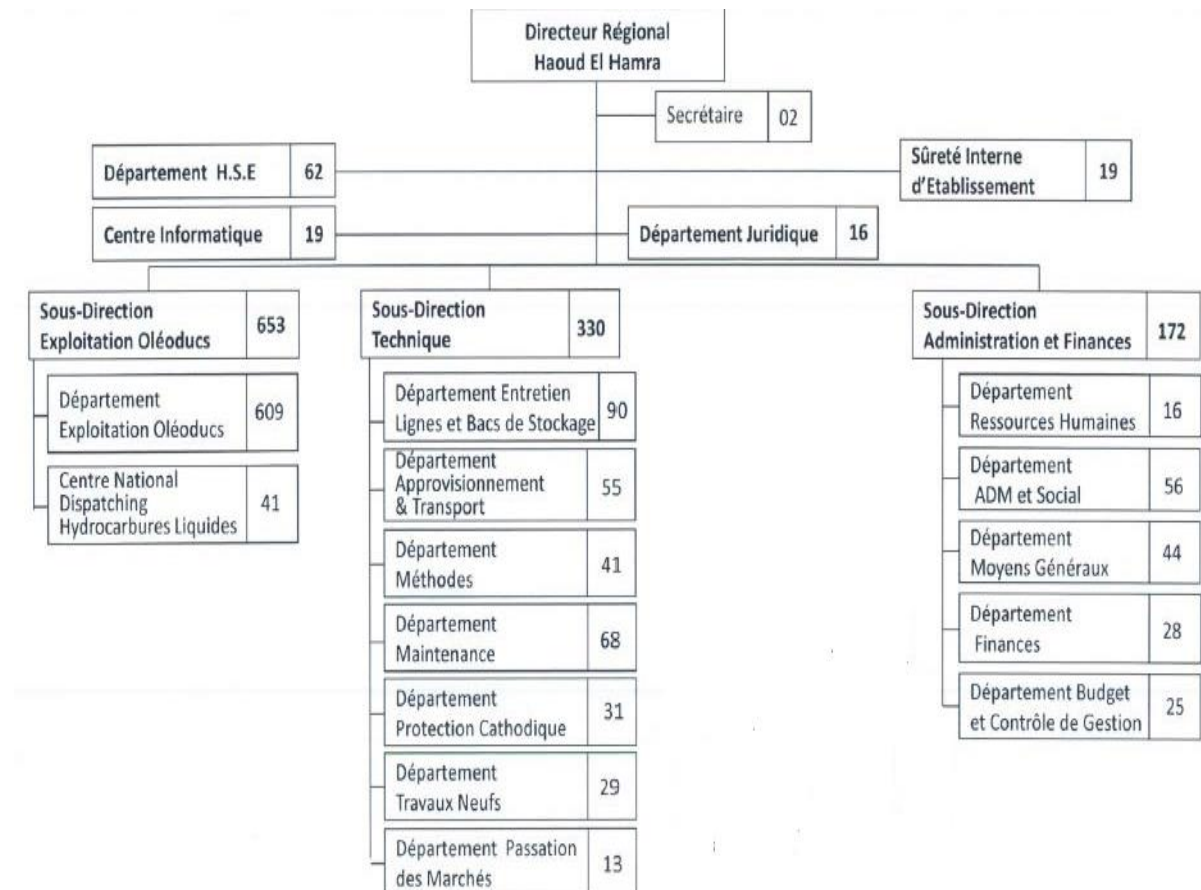 Directeur Régional
Haoud El Hamra
Secrétaire 02
Département H.S.E 62
Sûreté Interne
d'Etablissement 19
Centre Informatique 19
Département Juridique 16
Sous-Direction
Exploitation Oléoducs 653
Département
Exploitation Oléoducs 609
Centre National
Dispatching
Hydrocarbures Liquides 41
Sous-Direction
Technique 330
Département Entretien
Lignes et Bacs de Stockage 90
Département
Approvisionnement
& Transport 55
Département
Méthodes 41
Département
Maintenance 68
Département
Protection Cathodique 31
Département
Travaux Neufs 29
Département Passation
des Marchés 13
Sous-Direction
Administration et Finances 172
Département
Ressources Humaines 16
Département
ADM et Social 56
Département
Moyens Généraux 44
Département
Finances 28
Département Budget
et Contrôle de Gestion 25